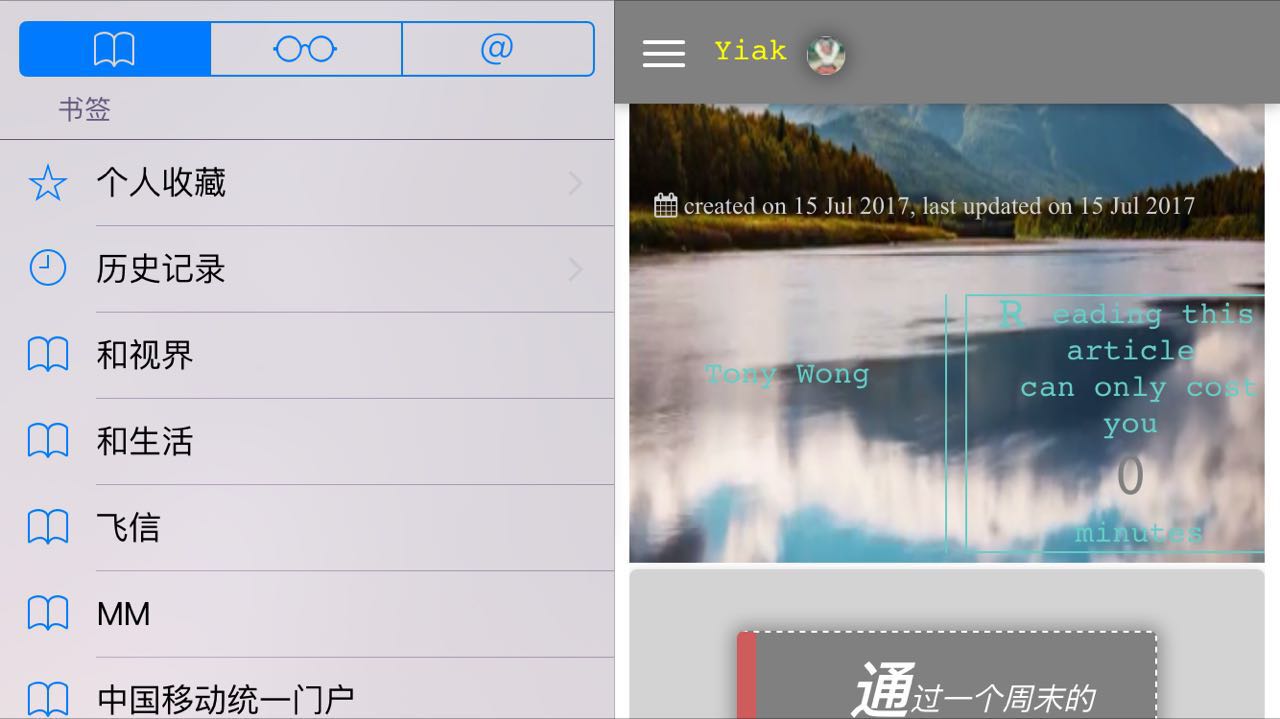 @
书签
个人收藏
历史记录
和视界
和生活
飞信
MM
中国移动统一门户
Yiak
created on 15 Jul 2017, last updated on 15 Jul 2017
Tony Wong
Reading this
article
can only cost
you
0
minutes
通过一个周末的